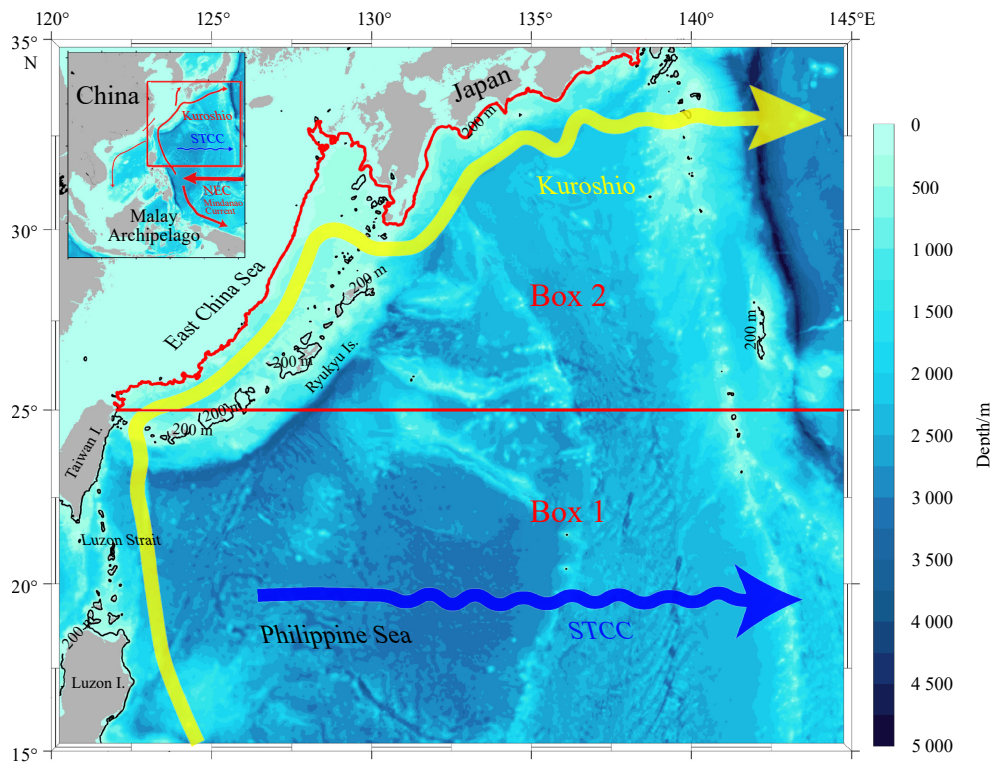 120° 125° 130° 135° 140° 145°E
35°
N
30°
25°
20°
15°
China
Kuroshio
STCC
NEC
Mindanao
Current
Malay
Archipelago
Japan
200 m
Kuroshio
East China Sea
200 m
Box 2
200 m
200 m
Ryukyu Is.
200 m
200 m
Taiwan I.
Box 1
Luzon Strait
Philippine Sea
STCC
200 m
Luzon I.
0
500
1 000
1 500
2 000
2 500
3 000
3 500
4 000
4 500
5 000
Depth/m